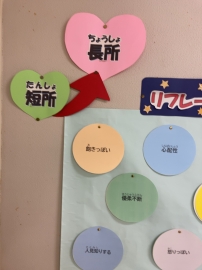 ちょうしょ
長所
たんしょ
短所
リフレー
飽きっぽい
心配性
優柔不断
人見知りする
怒りっぽい